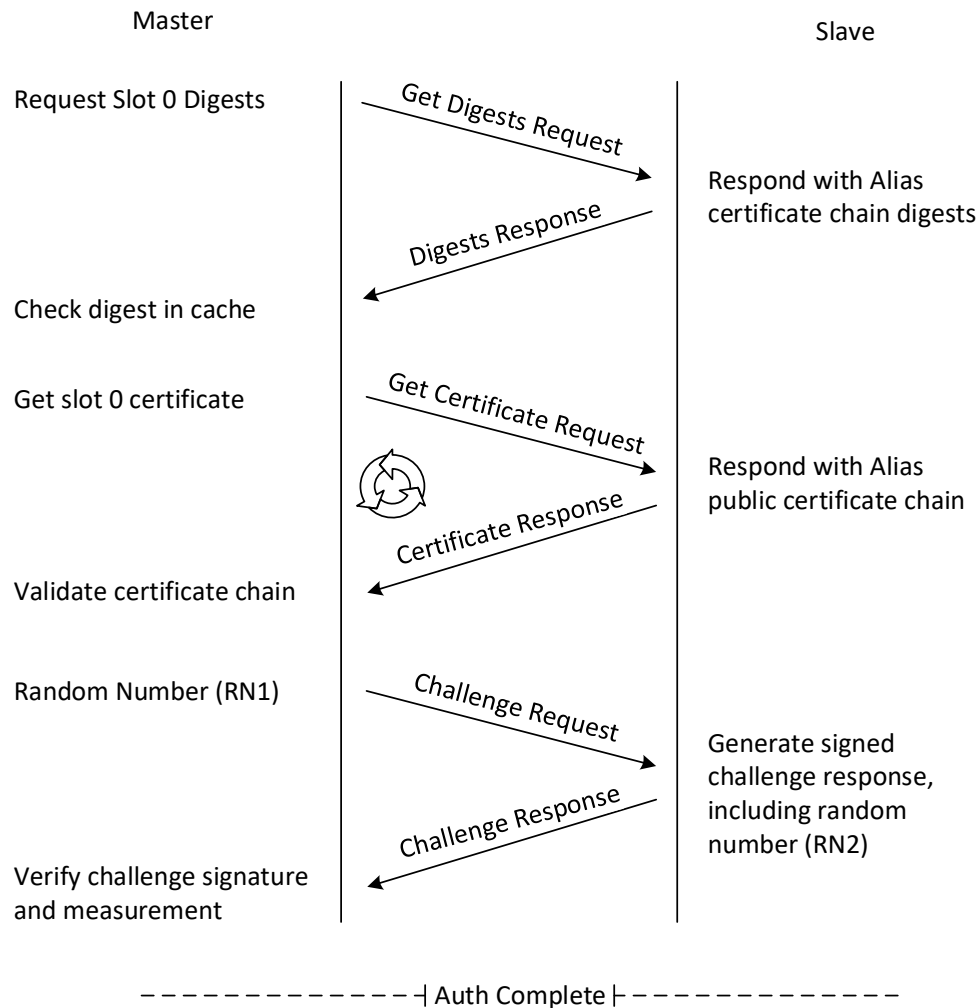 Master
Slave
Request Slot 0 Digests
Get Digests Request
Respond with Alias
certificate chain digests
Digests Response
Check digest in cache
Get slot 0 certificate
Get Certificate Request
Respond with Alias
public certificate chain
Certificate Response
Validate certificate chain
Random Number (RN1)
Challenge Request
Generate signed
challenge response,
including random
number (RN2)
Challenge Response
Verify challenge signature
and measurement
Auth Complete